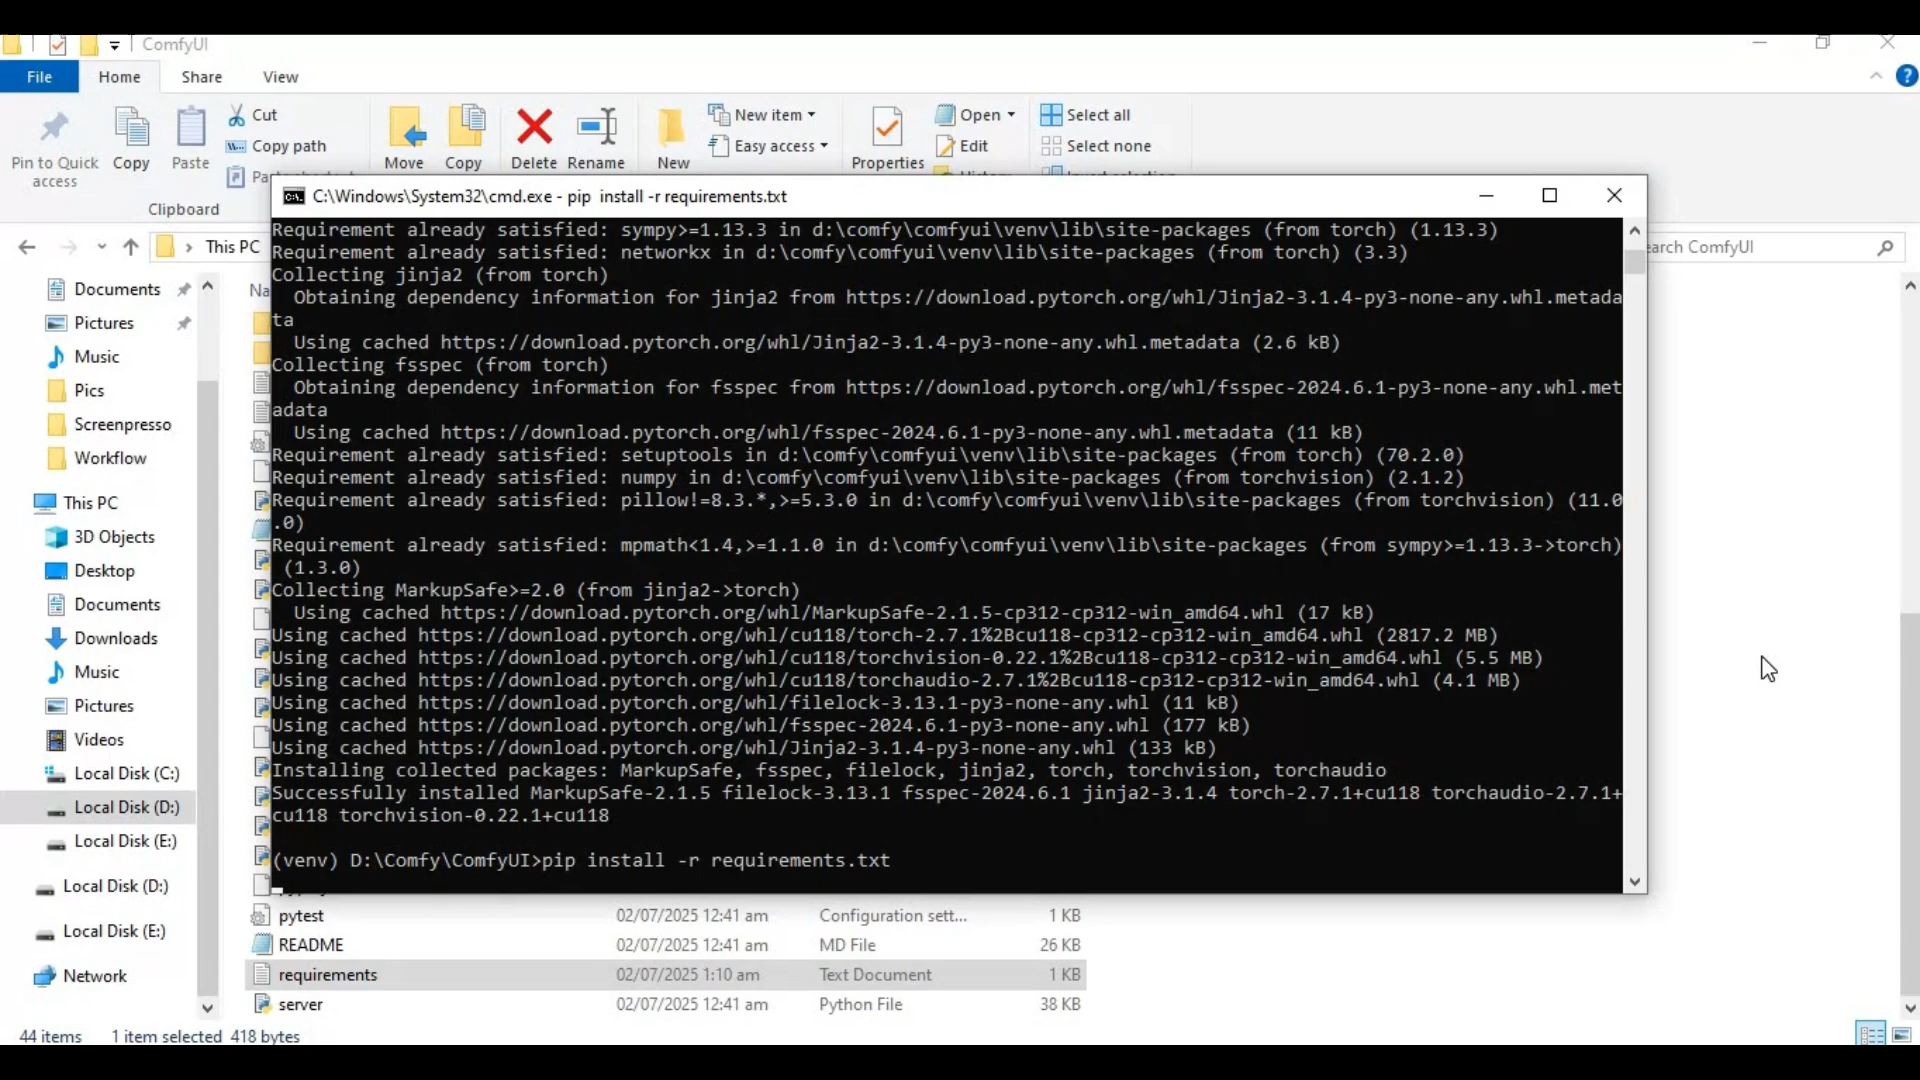 ComfyUI
File Home Share View
Pin to Quick access
Copy
Paste
Cut
Copy path
Clipboard
Move
Copy
Delete
Rename
New
New item
Easy access
Properties
Open
Edit
Select all
Select none
C:\Windows\System32\cmd.exe - pip  install -r requirements.txt
This PC
earch ComfyUI
Requirement already satisfied: sympy>=1.13.3 in d:\comfy\comfyui\venv\lib\site-packages (from torch) (1.13.3)
Requirement already satisfied: networkx in d:\comfy\comfyui\venv\lib\site-packages (from torch) (3.3)
Collecting jinja2 (from torch)
  Obtaining dependency information for jinja2 from https://download.pytorch.org/whl/Jinja2-3.1.4-py3-none-any.whl.metada
ta
  Using cached https://download.pytorch.org/whl/Jinja2-3.1.4-py3-none-any.whl.metadata (2.6 kB)
Collecting fsspec (from torch)
  Obtaining dependency information for fsspec from https://download.pytorch.org/whl/fsspec-2024.6.1-py3-none-any.whl.met
adata
  Using cached https://download.pytorch.org/whl/fsspec-2024.6.1-py3-none-any.whl.metadata (11 kB)
Requirement already satisfied: setuptools in d:\comfy\comfyui\venv\lib\site-packages (from torch) (70.2.0)
Requirement already satisfied: numpy in d:\comfy\comfyui\venv\lib\site-packages (from torchvision) (2.1.2)
Requirement already satisfied: pillow!=8.3.*,>=5.3.0 in d:\comfy\comfyui\venv\lib\site-packages (from torchvision) (11.0
.0)
Requirement already satisfied: mpmath<1.4,>=1.1.0 in d:\comfy\comfyui\venv\lib\site-packages (from sympy>=1.13.3->torch)
 (1.3.0)
Collecting MarkupSafe>=2.0 (from jinja2->torch)
  Using cached https://download.pytorch.org/whl/MarkupSafe-2.1.5-cp312-cp312-win_amd64.whl (17 kB)
Using cached https://download.pytorch.org/whl/cu118/torch-2.7.1%2Bcu118-cp312-cp312-win_amd64.whl (2817.2 MB)
Using cached https://download.pytorch.org/whl/cu118/torchvision-0.22.1%2Bcu118-cp312-cp312-win_amd64.whl (5.5 MB)
Using cached https://download.pytorch.org/whl/cu118/torchaudio-2.7.1%2Bcu118-cp312-cp312-win_amd64.whl (4.1 MB)
Using cached https://download.pytorch.org/whl/filelock-3.13.1-py3-none-any.whl (11 kB)
Using cached https://download.pytorch.org/whl/fsspec-2024.6.1-py3-none-any.whl (177 kB)
Using cached https://download.pytorch.org/whl/Jinja2-3.1.4-py3-none-any.whl (133 kB)
Installing collected packages: MarkupSafe, fsspec, filelock, jinja2, torch, torchvision, torchaudio
Successfully installed MarkupSafe-2.1.5 filelock-3.13.1 fsspec-2024.6.1 jinja2-3.1.4 torch-2.7.1+cu118 torchaudio-2.7.1+
cu118 torchvision-0.22.1+cu118
(venv) D:\Comfy\ComfyUI>pip install -r requirements.txt
Documents
Pictures
Music
Pics
Screenpresso
Workflow
This PC
3D Objects
Desktop
Documents
Downloads
Music
Pictures
Videos
Local Disk (C:)
Local Disk (D:)
Local Disk (E:)
Local Disk (D:)
Local Disk (E:)
Network
pytest 02/07/2025 12:41 am Configuration sett... 1 KB
README 02/07/2025 12:41 am MD File 26 KB
requirements 02/07/2025 1:10 am Text Document 1 KB
server 02/07/2025 12:41 am Python File 38 KB
44 items 1 item selected 418 bytes